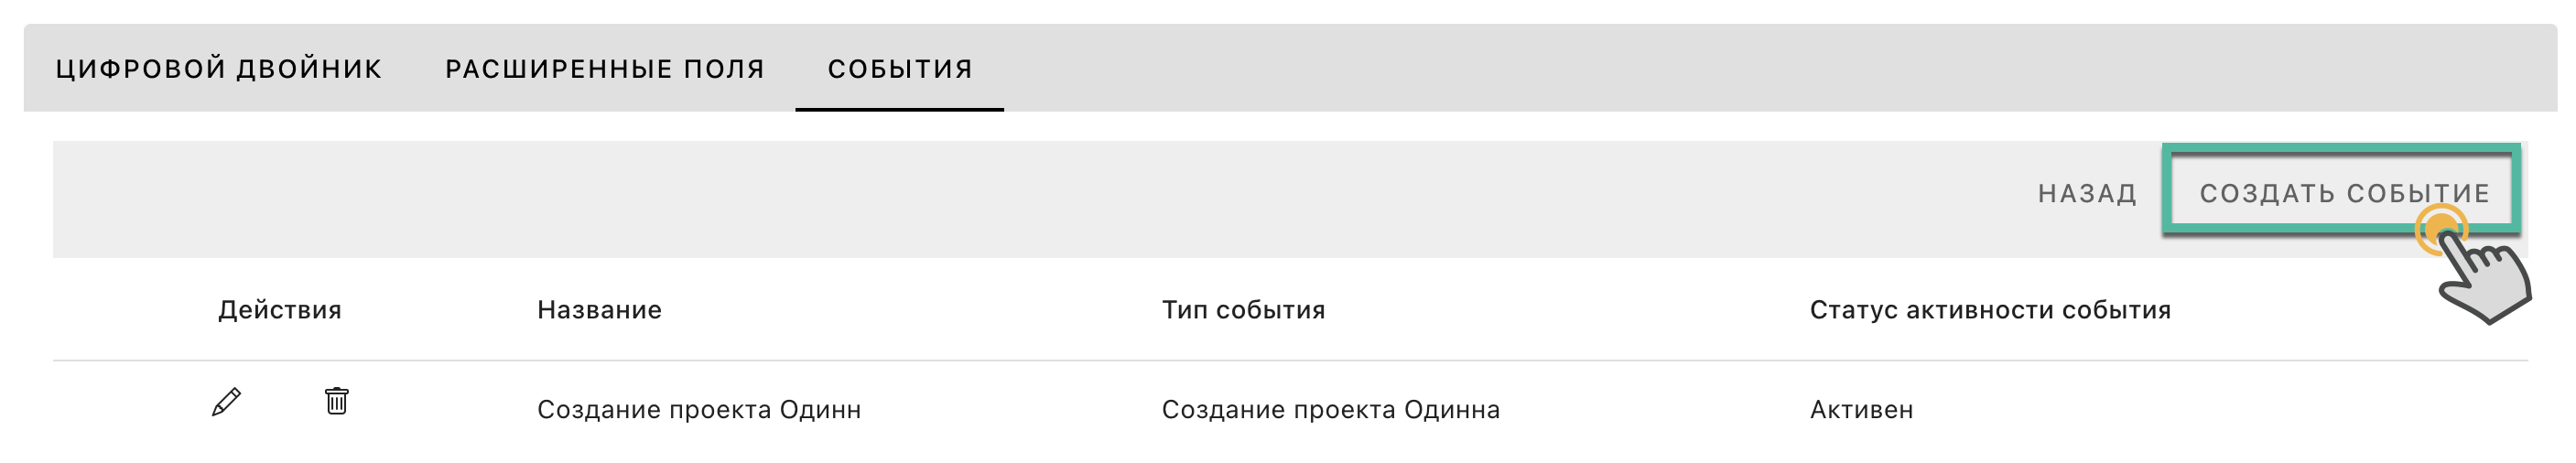 ЦИФРОВОЙ ДВОЙНИК РАСШИРЕННЫЕ ПОЛЯ СОБЫТИЯ
НАЗАД СОЗДАТЬ СОБЫТИЕ
Действия Название Тип события Статус активности события
Создание проекта Одинн Создание проекта Одинна Активен